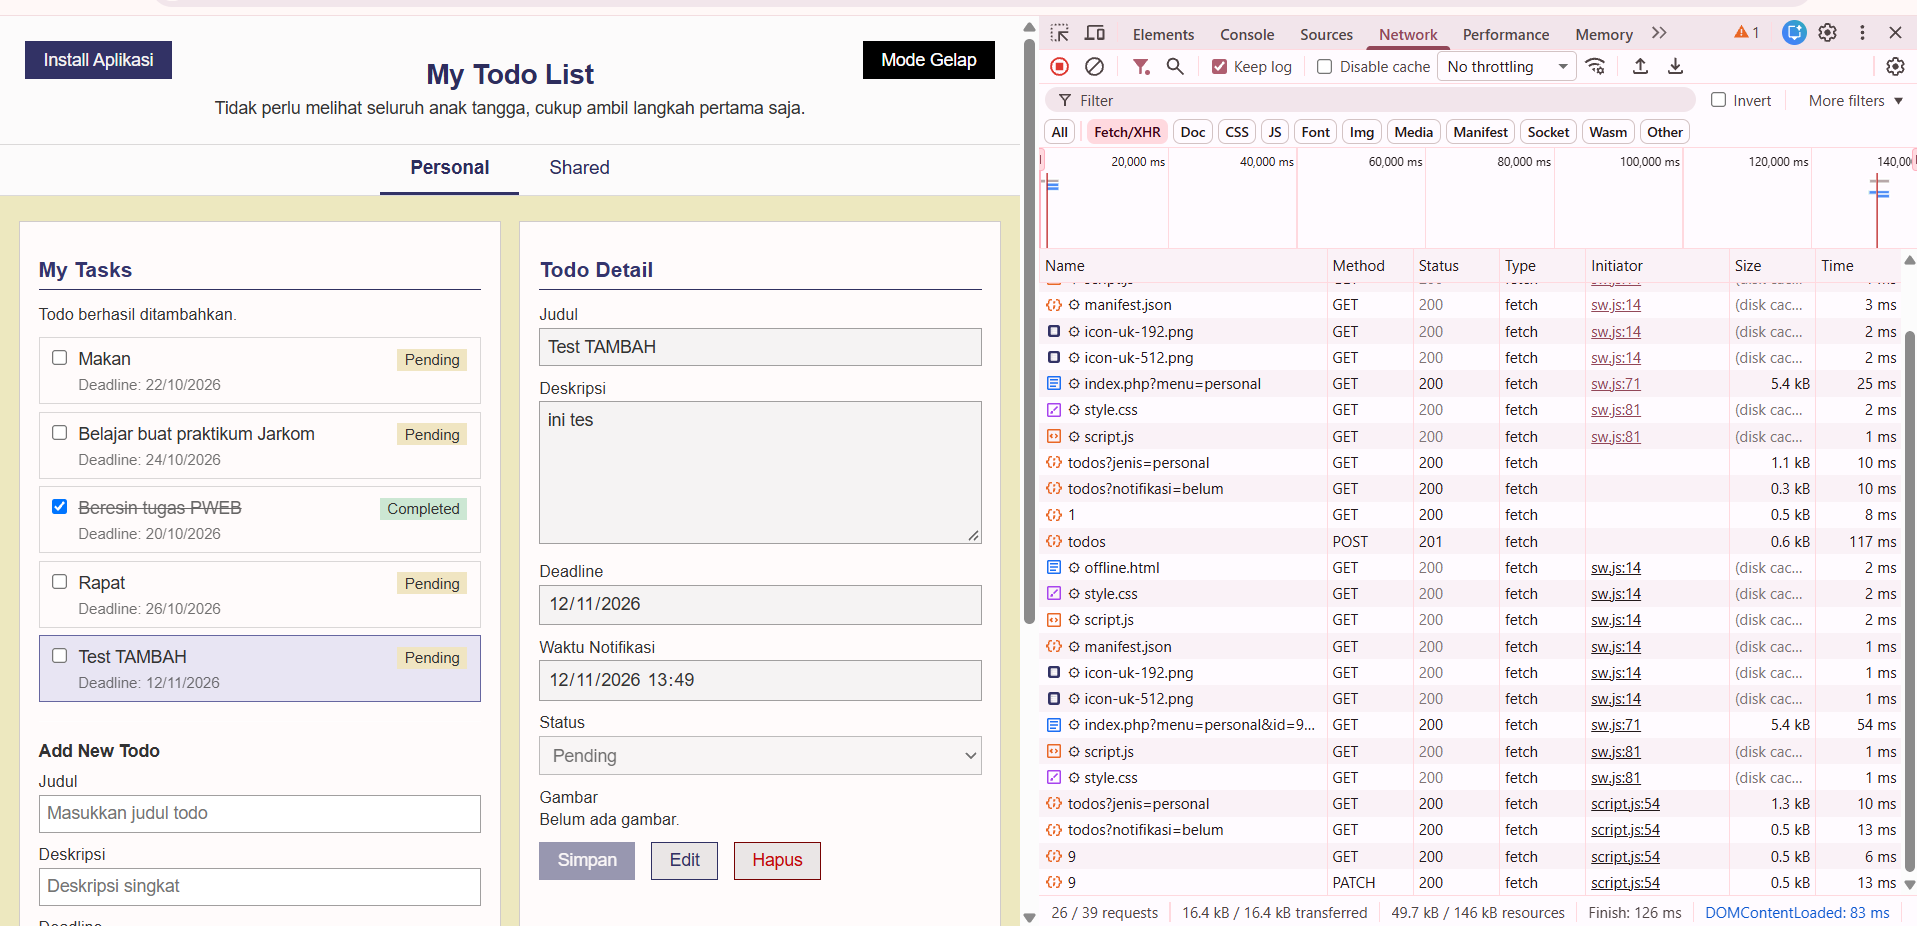 Install Aplikasi
My Todo List
Mode Gelap
Tidak perlu melihat seluruh anak tangga, cukup ambil langkah pertama saja.
Personal Shared
My Tasks
Todo berhasil ditambahkan.
Makan Pending
Deadline: 22/10/2026
Belajar buat praktikum Jarkom Pending
Deadline: 24/10/2026
Beresin tugas PWEB Completed
Deadline: 20/10/2026
Rapat Pending
Deadline: 26/10/2026
Test TAMBAH Pending
Deadline: 12/11/2026
Add New Todo
Judul
Masukkan judul todo
Deskripsi
Deskripsi singkat
Deadline
Todo Detail
Judul
Test TAMBAH
Deskripsi
ini tes
Deadline
12/11/2026
Waktu Notifikasi
12/11/2026 13:49
Status
Pending
Gambar
Belum ada gambar.
Simpan Edit Hapus
Elements Console Sources Network Performance Memory 1
Keep log Disable cache No throttling
Filter Invert More filters
All Fetch/XHR Doc CSS JS Font Img Media Manifest Socket Wasm Other
20,000 ms 40,000 ms 60,000 ms 80,000 ms 100,000 ms 120,000 ms 140,00
Name Method Status Type Initiator Size Time
manifest.json GET 200 fetch sw.js:14 (disk cac... 3 ms
icon-uk-192.png GET 200 fetch sw.js:14 (disk cac... 2 ms
icon-uk-512.png GET 200 fetch sw.js:14 (disk cac... 2 ms
index.php?menu=personal GET 200 fetch sw.js:71 5.4 kB 25 ms
style.css GET 200 fetch sw.js:81 (disk cac... 2 ms
script.js GET 200 fetch sw.js:81 (disk cac... 1 ms
todos?jenis=personal GET 200 fetch 1.1 kB 10 ms
todos?notifikasi=belum GET 200 fetch 0.3 kB 10 ms
1 GET 200 fetch 0.5 kB 8 ms
todos POST 201 fetch 0.6 kB 117 ms
offline.html GET 200 fetch sw.js:14 (disk cac... 2 ms
style.css GET 200 fetch sw.js:14 (disk cac... 2 ms
script.js GET 200 fetch sw.js:14 (disk cac... 2 ms
manifest.json GET 200 fetch sw.js:14 (disk cac... 1 ms
icon-uk-192.png GET 200 fetch sw.js:14 (disk cac... 1 ms
icon-uk-512.png GET 200 fetch sw.js:14 (disk cac... 1 ms
index.php?menu=personal&id=9... GET 200 fetch sw.js:71 5.4 kB 54 ms
script.js GET 200 fetch sw.js:81 (disk cac... 1 ms
style.css GET 200 fetch sw.js:81 (disk cac... 1 ms
todos?jenis=personal GET 200 fetch script.js:54 1.3 kB 10 ms
todos?notifikasi=belum GET 200 fetch script.js:54 0.5 kB 13 ms
9 GET 200 fetch script.js:54 0.5 kB 6 ms
9 PATCH 200 fetch script.js:54 0.5 kB 13 ms
26 / 39 requests 16.4 kB / 16.4 kB transferred 49.7 kB / 146 kB resources Finish: 126 ms DOMContentLoaded: 83 ms